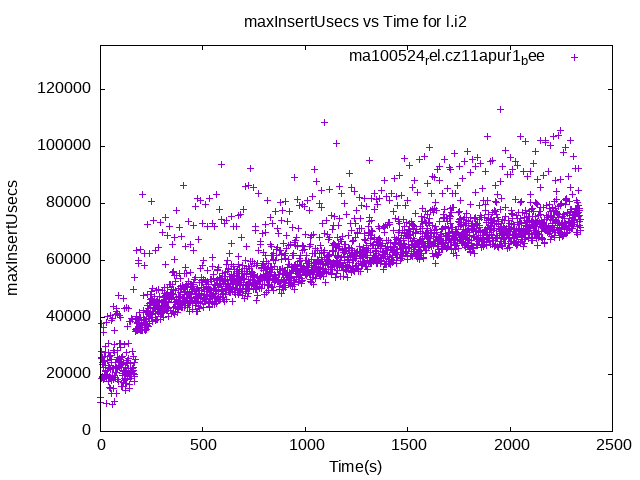 maxInsertUsecs vs Time for l.i2
ma100524_rel.cz11apur1_bee
120000
100000
80000
60000
40000
20000
0
maxInsertUsecs
0 500 1000 1500 2000 2500
Time(s)